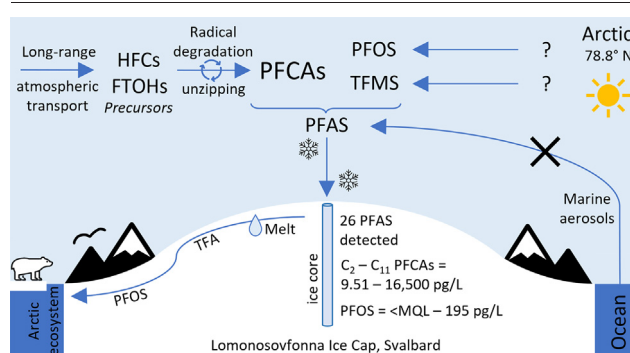 Long-range
atmospheric
transport
HFCs
FTOHs
Precursors
Radical
degradation
unzipping
PFCAs
PFOS
TFMS
?
?
Arctic
78.8° N
PFAS
Marine
aerosols
Melt
TFA
PFOS
ice core
26 PFAS
detected
C₂ – C₁₁ PFCAs =
9.51 – 16,500 pg/L
PFOS = <MQL – 195 pg/L
Arctic
ecosystem
Ocean
Lomonosovfonna Ice Cap, Svalbard